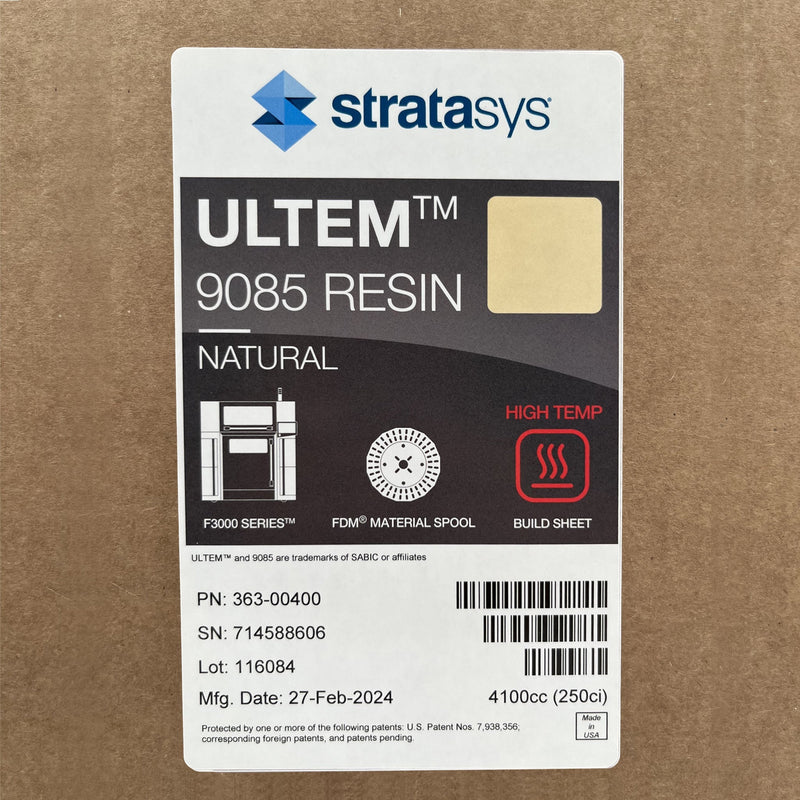 stratasys
ULTEM™
9085 RESIN
NATURAL
HIGH TEMP
F3000 SERIES™
FDM® MATERIAL SPOOL
BUILD SHEET
ULTEM™ and 9085 are trademarks of SABIC or affiliates
PN: 363-00400
SN: 714588606
Lot: 116084
Mfg. Date: 27-Feb-2024
4100cc (250ci)
Protected by one or more of the following patents: U.S. Patent Nos. 7,938,356;
corresponding foreign patents, and patents pending.
Made
in
USA